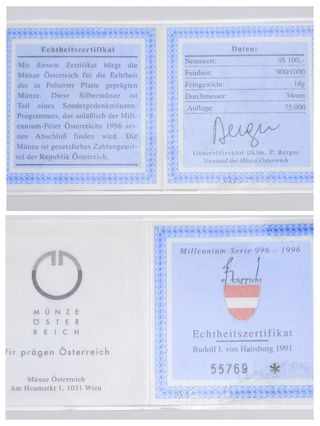 Echtheitszertifikat
Mit diesem Zertifikat bürgt die
Münze Österreich für die Echtheit
der in Polierter Platte geprägten
Münze. Diese Silbermünze ist
Teil eines Sondergedenkmünzen-
Programmes, das anläßlich der Mill-
ennium-Feier Österreichs 1996 sei-
nen Abschluß finden wird. Die
Münze ist gesetzliches Zahlungsmit-
tel der Republik Österreich.
Daten:
Nennwert: öS 100,–
Feinheit: 900/1000
Feingewicht: 18g
Durchmesser: 34mm
Auflage: 75.000
Berger
Generaldirektor Dkfm. P. Berger
Vorstand der Münze Österreich
MÜNZE
ÖSTER
REICH
Wir prägen Österreich.
Münze Österreich
Am Heumarkt 1, 1031 Wien
Millennium-Serie 996 – 1996
Echtheitszertifikat
Rudolf I. von Habsburg 1991
55769 *